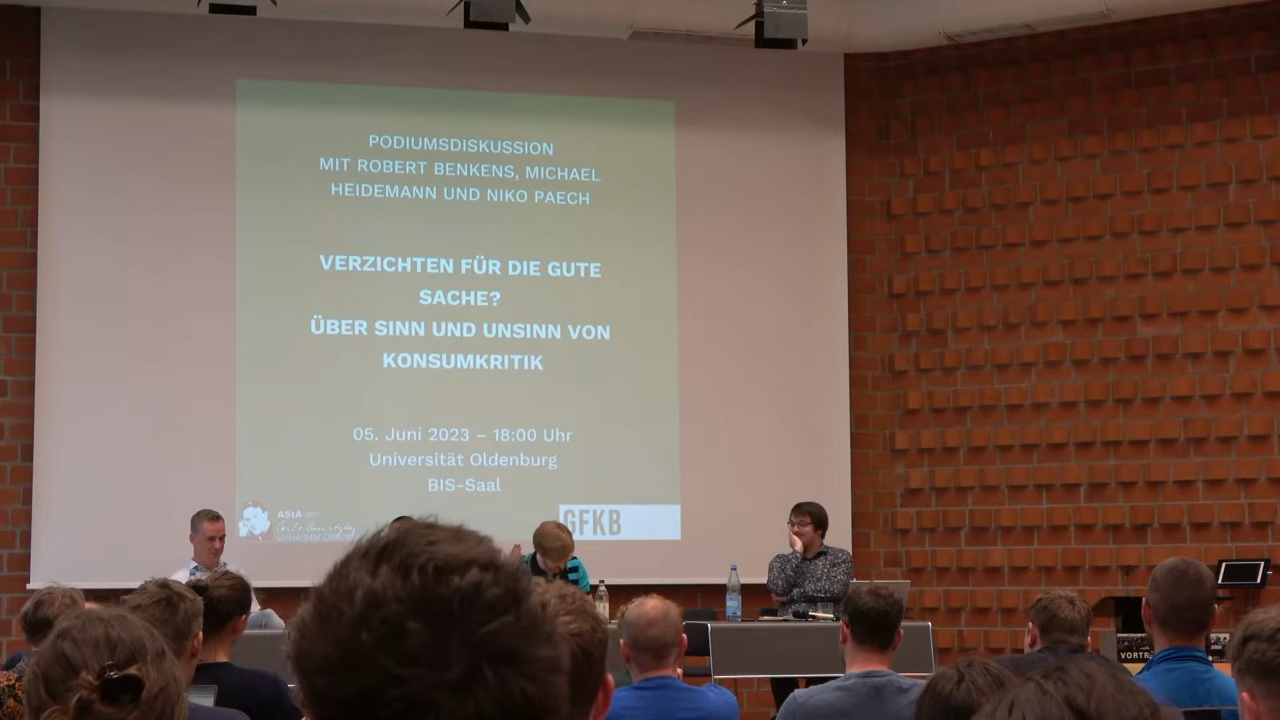 PODIUMSDISKUSSION
MIT ROBERT BENKENS, MICHAEL
HEIDEMANN UND NIKO PAECH
VERZICHTEN FÜR DIE GUTE
SACHE?
ÜBER SINN UND UNSINN VON
KONSUMKRITIK
05. Juni 2023 – 18:00 Uhr
Universität Oldenburg
BIS-Saal
AStA der
Universität Oldenburg
GFKB